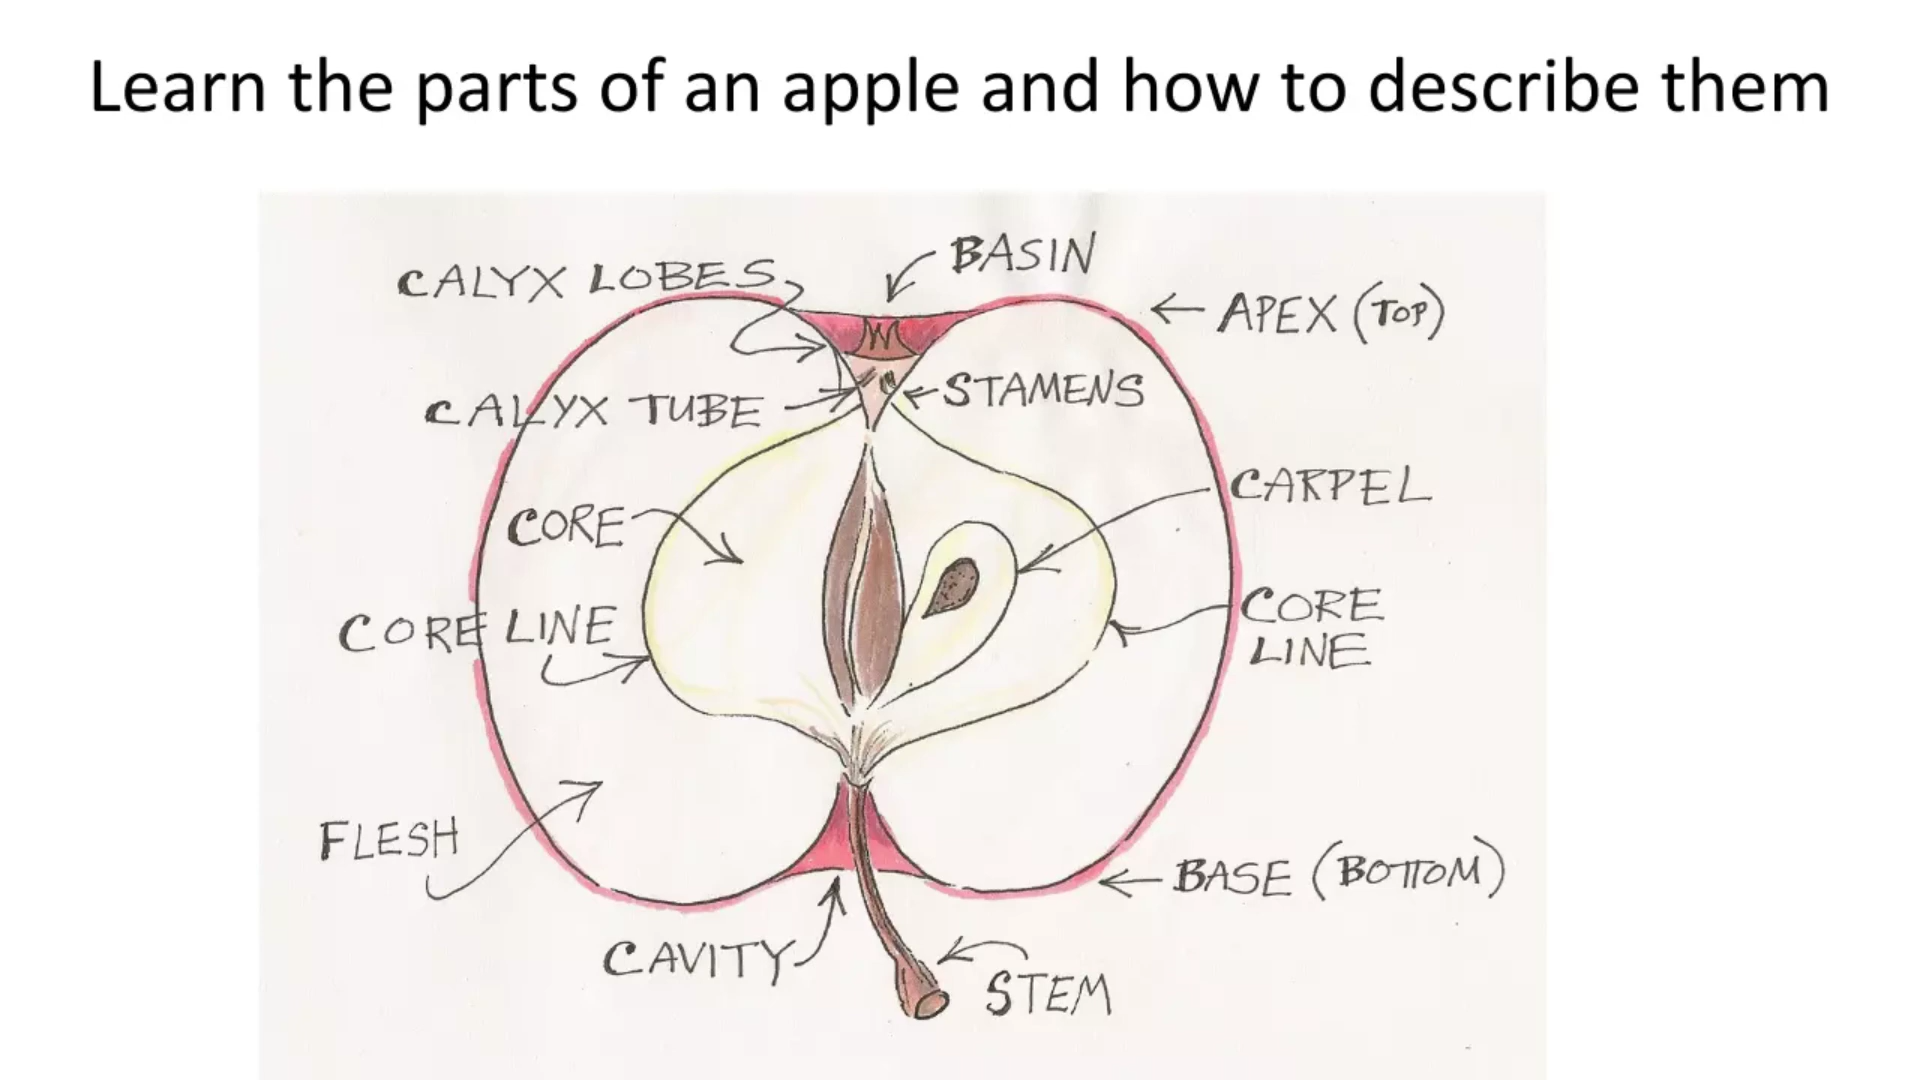 Learn the parts of an apple and how to describe them
BASIN
CALYX LOBES
APEX (TOP)
STAMENS
CALYX TUBE
CARPEL
CORE
CORE
LINE
CORE LINE
FLESH
BASE (BOTTOM)
CAVITY
STEM